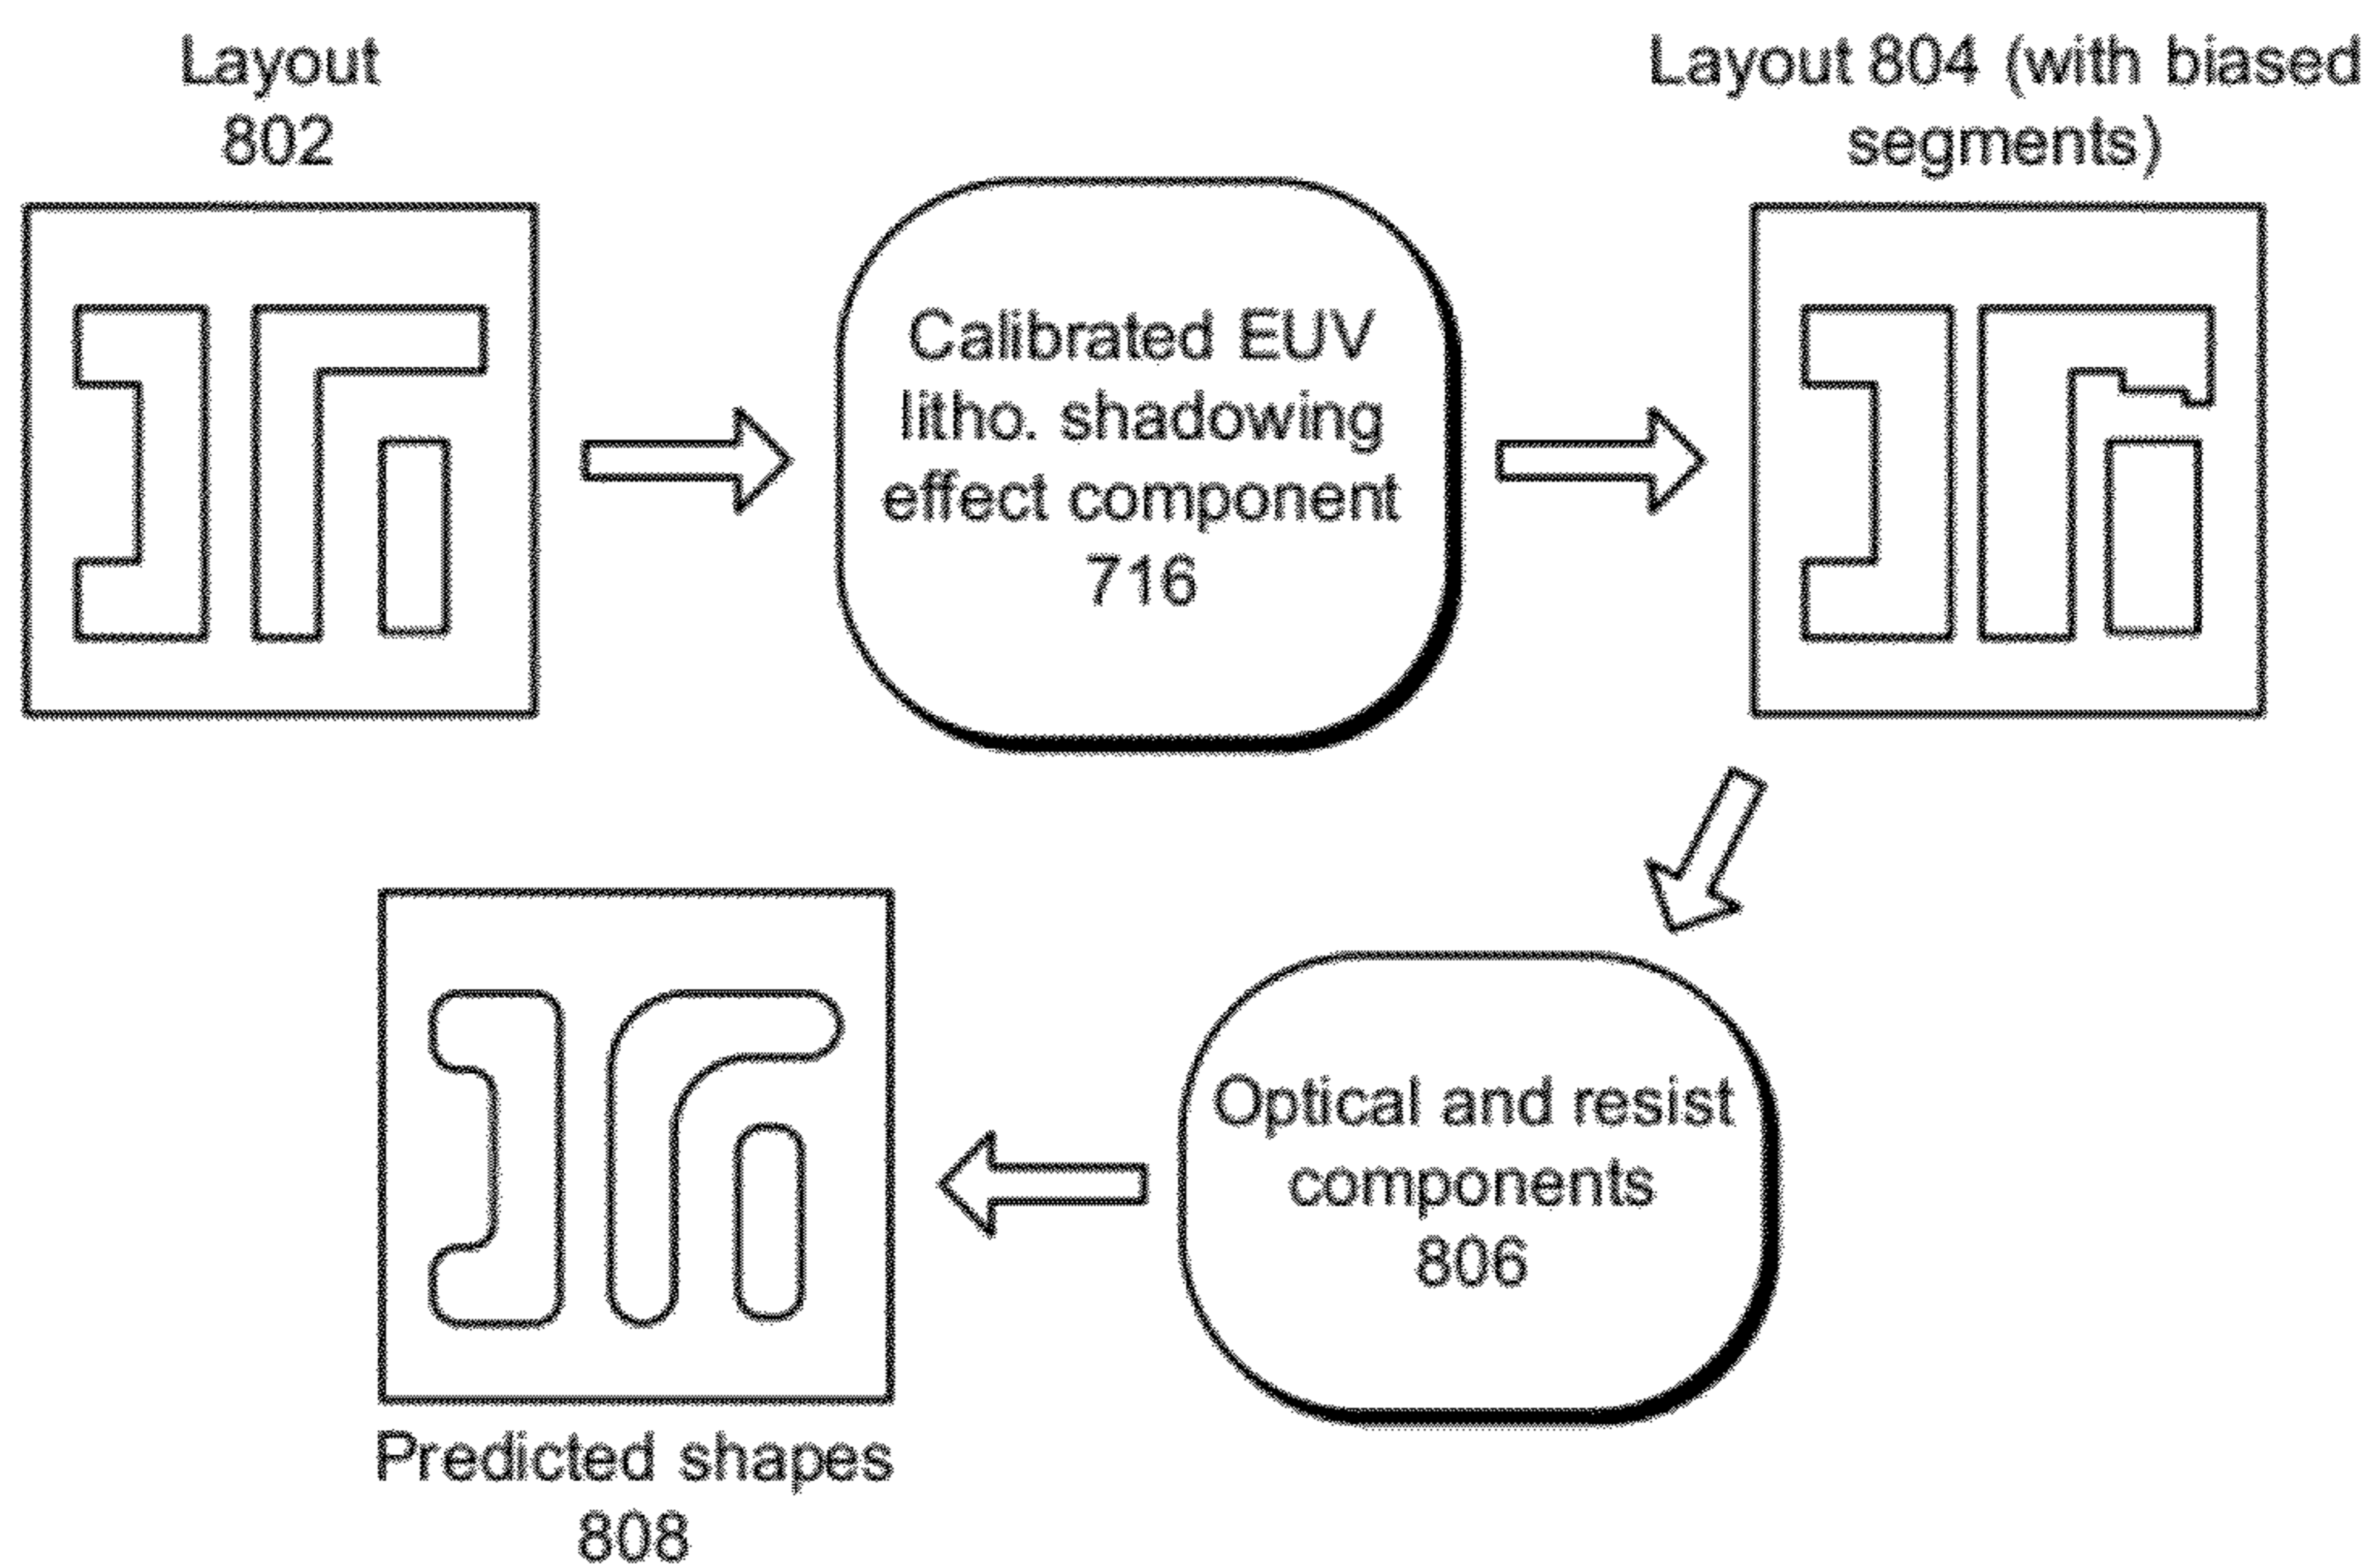 Layout
802
Calibrated EUV
litho. shadowing
effect component
716
Layout 804 (with biased
segments)
Optical and resist
components
806
Predicted shapes
808